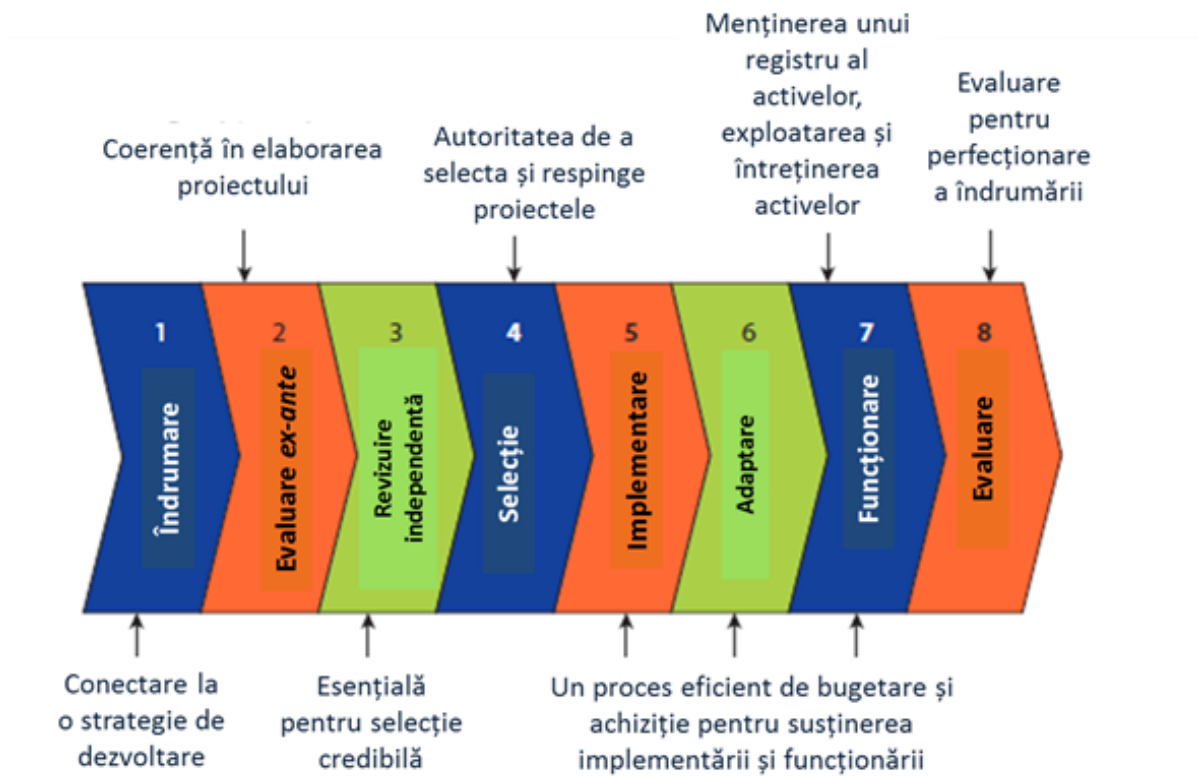 Coerență în elaborarea
proiectului
Autoritatea de a
selecta și respinge
proiectele
Menținerea unui
registru al
activelor,
exploatarea și
întreținerea
activelor
Evaluare
pentru
perfecționare
a îndrumării
1
Îndrumare
2
Evaluare ex-ante
3
Revizuire
independentă
4
Selecție
5
Implementare
6
Adaptare
7
Funcționare
8
Evaluare
Conectare la
o strategie de
dezvoltare
Esențială
pentru selecție
credibilă
Un proces eficient de bugetare și
achiziție pentru susținerea
implementării și funcționării